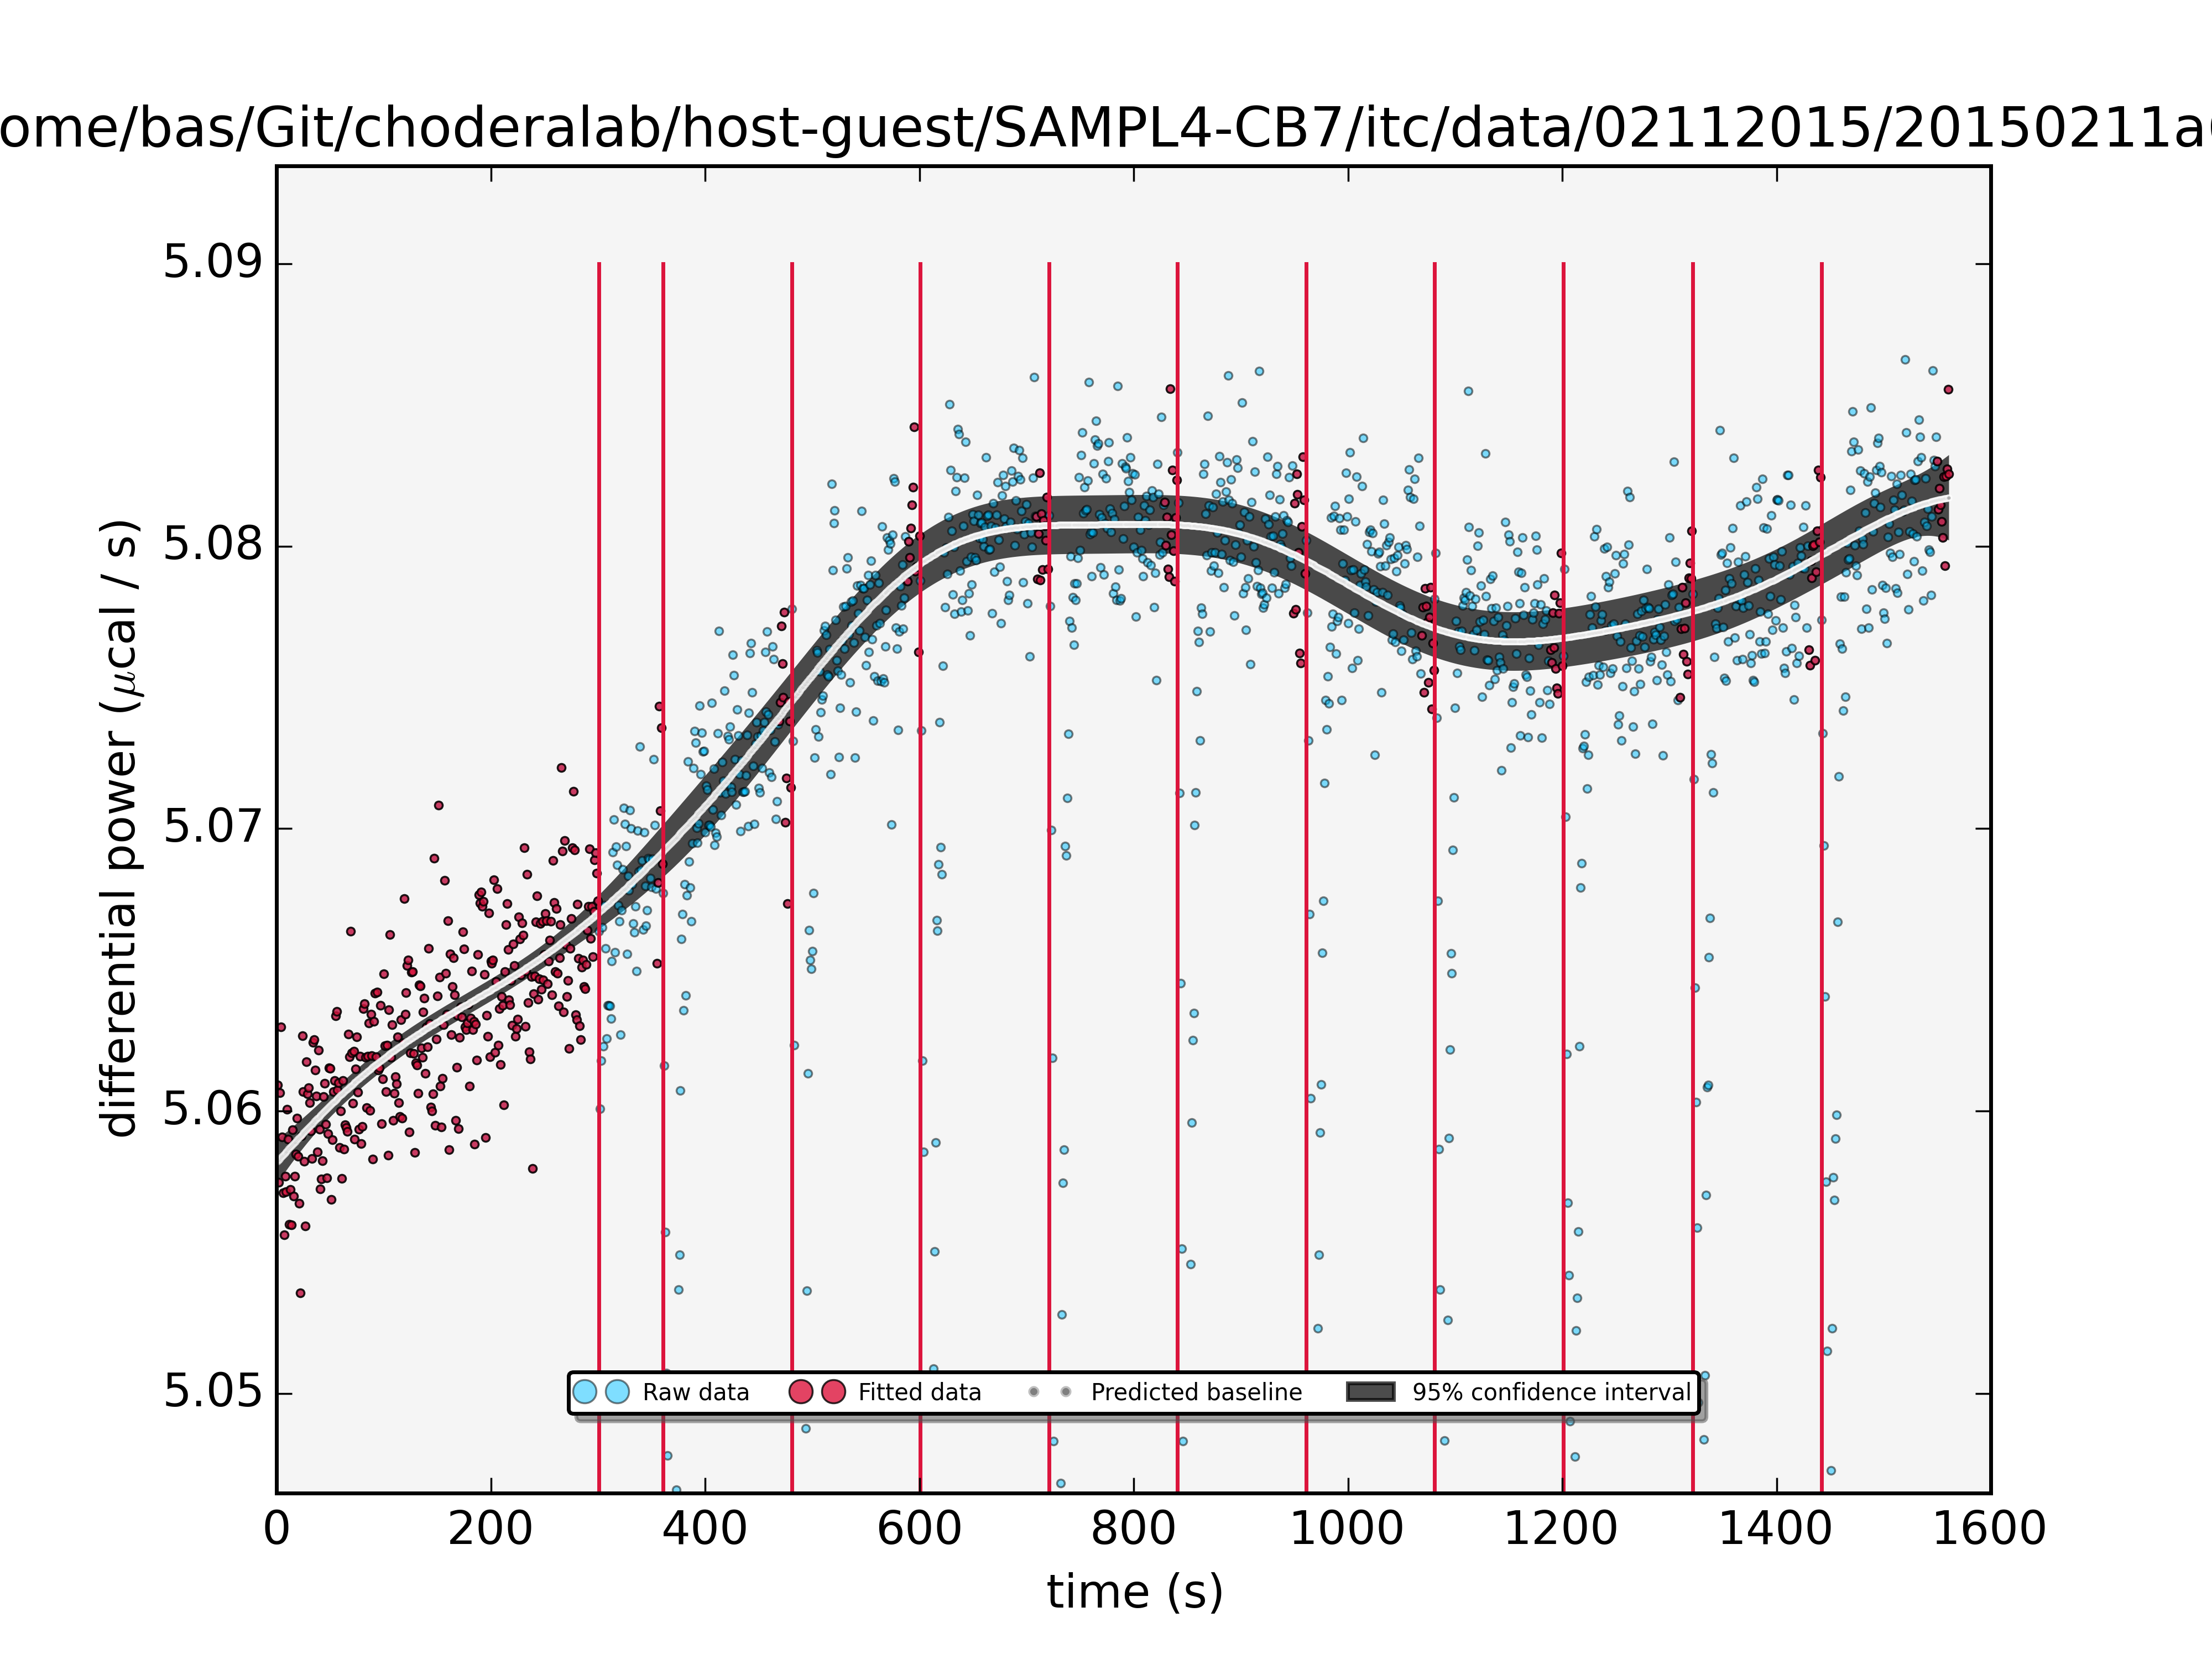 ome/bas/Git/choderalab/host-guest/SAMPL4-CB7/itc/data/02112015/20150211a
5.09
5.08
5.07
5.06
5.05
differential power (μcal / s)
Raw data Fitted data Predicted baseline 95% confidence interval
0 200 400 600 800 1000 1200 1400 1600
time (s)